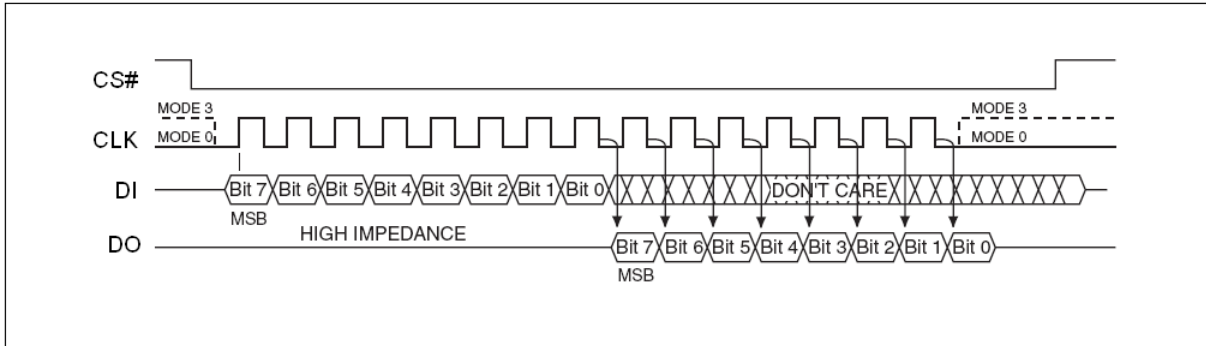 CS#
MODE 3 MODE 3
CLK MODE 0 MODE 0
DI Bit 7 Bit 6 Bit 5 Bit 4 Bit 3 Bit 2 Bit 1 Bit 0 DON'T CARE
MSB
DO HIGH IMPEDANCE Bit 7 Bit 6 Bit 5 Bit 4 Bit 3 Bit 2 Bit 1 Bit 0
MSB